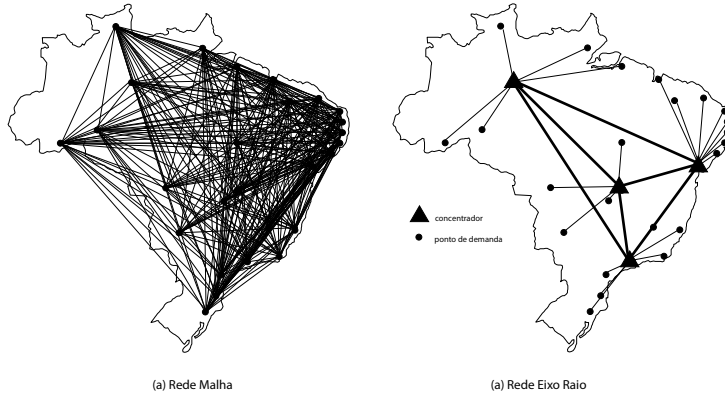 concentrador
ponto de demanda
(a) Rede Malha
(a) Rede Eixo Raio